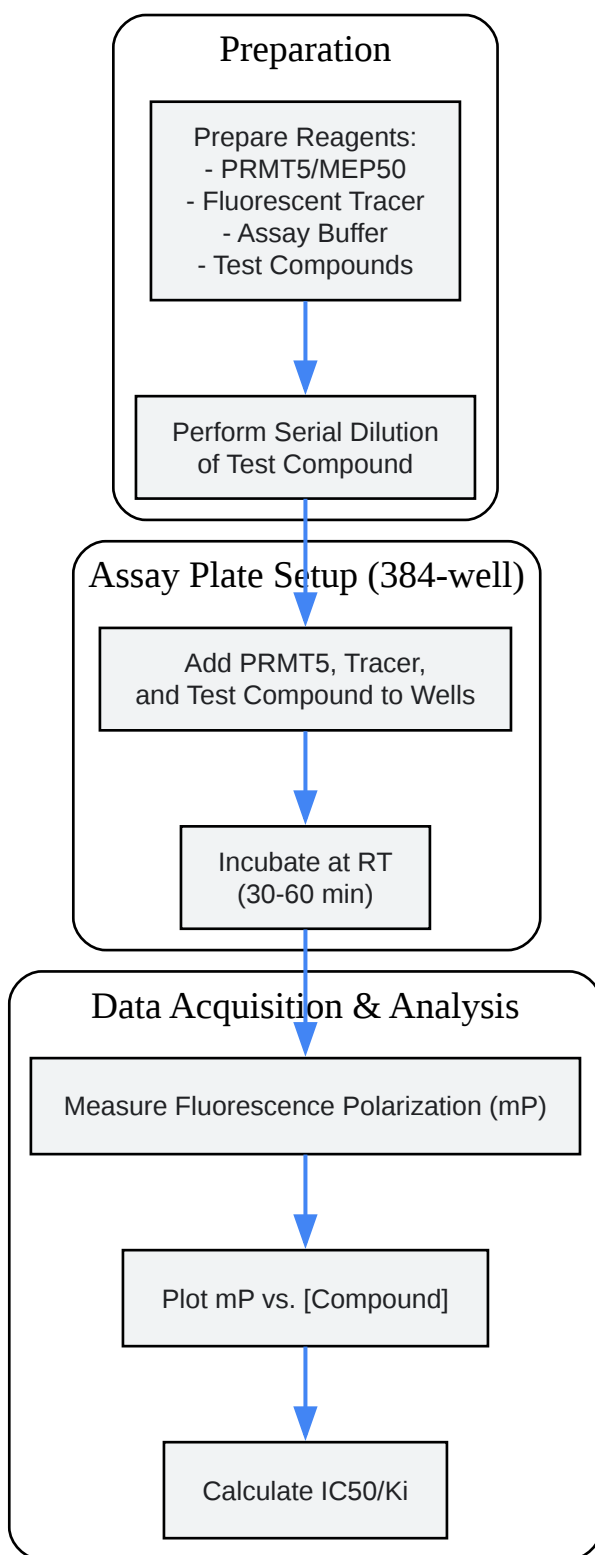 Preparation
Prepare Reagents:
- PRMT5/MEP50
- Fluorescent Tracer
- Assay Buffer
- Test Compounds
Perform Serial Dilution
of Test Compound
Assay Plate Setup (384-well)
Add PRMT5, Tracer,
and Test Compound to Wells
Incubate at RT
(30-60 min)
Data Acquisition & Analysis
Measure Fluorescence Polarization (mP)
Plot mP vs. [Compound]
Calculate IC50/Ki